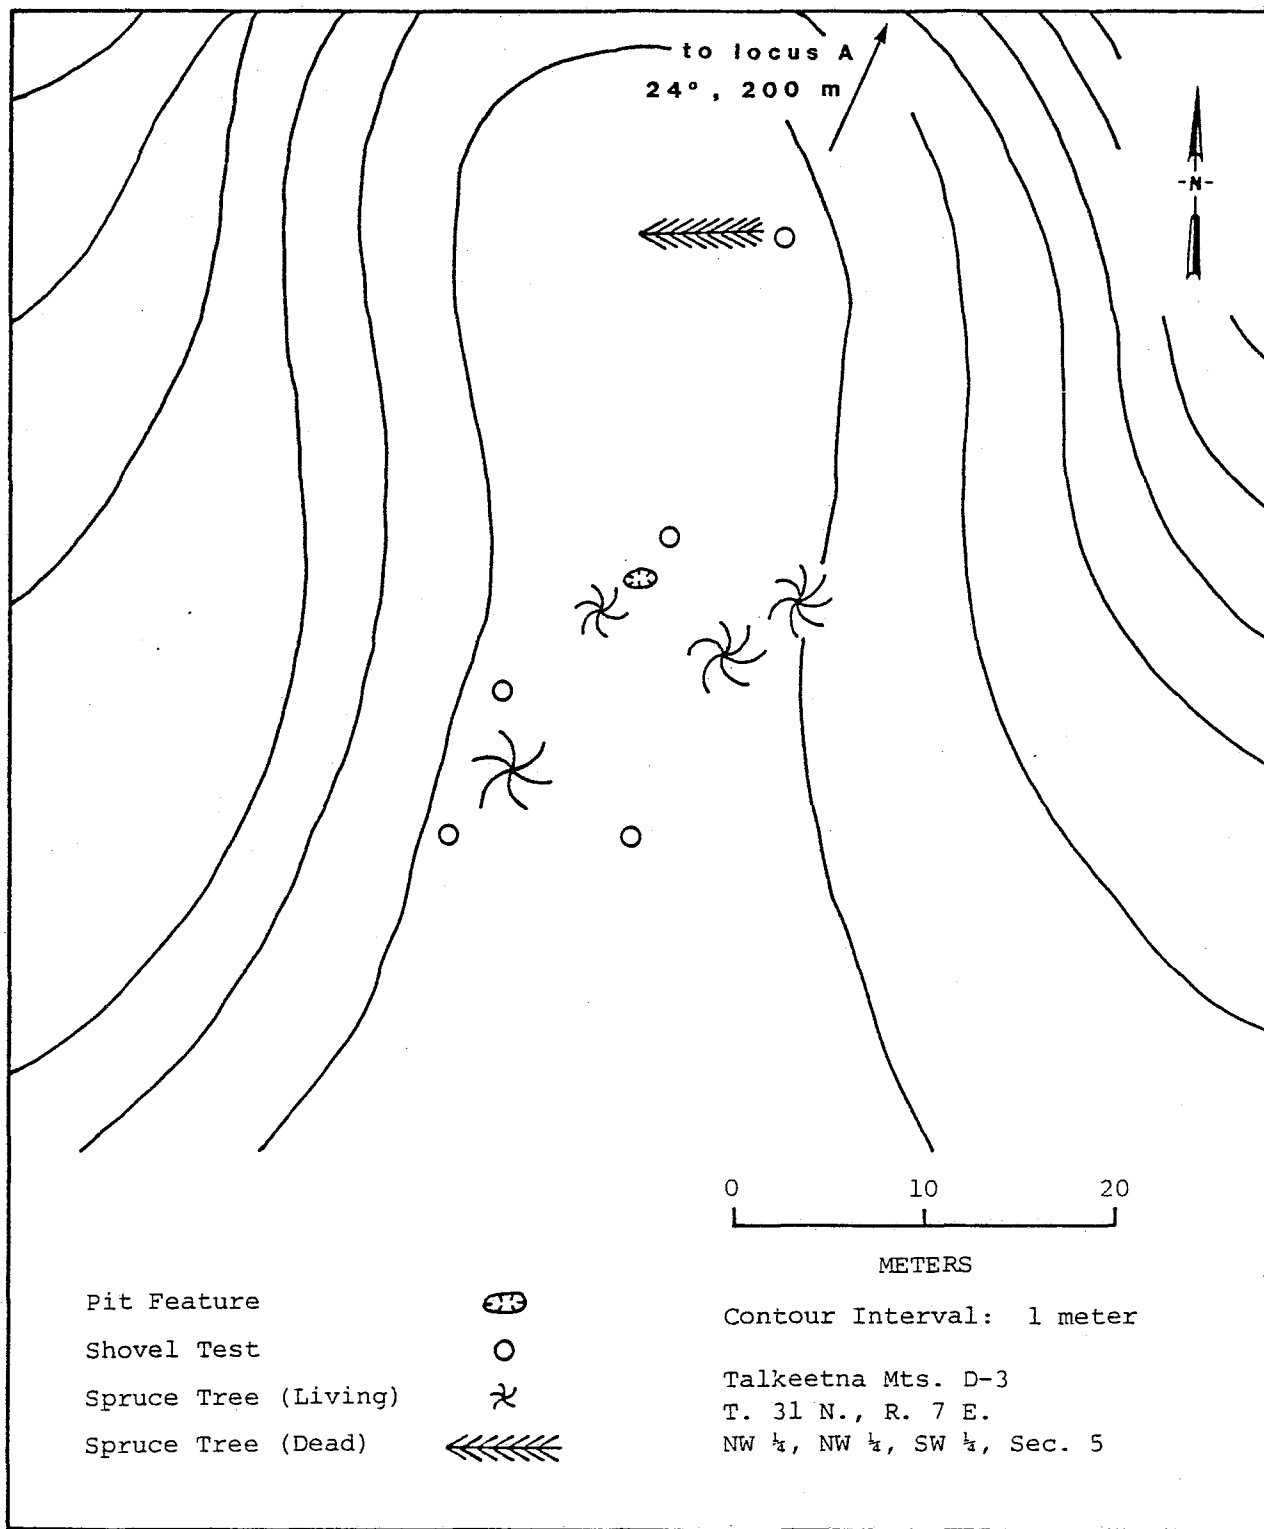 to locus A
24°, 200 m
-N-
0 10 20
METERS
Pit Feature
Shovel Test
Spruce Tree (Living)
Spruce Tree (Dead)
Contour Interval: 1 meter
Talkeetna Mts. D-3
T. 31 N., R. 7 E.
NW ¼, NW ¼, SW ¼, Sec. 5